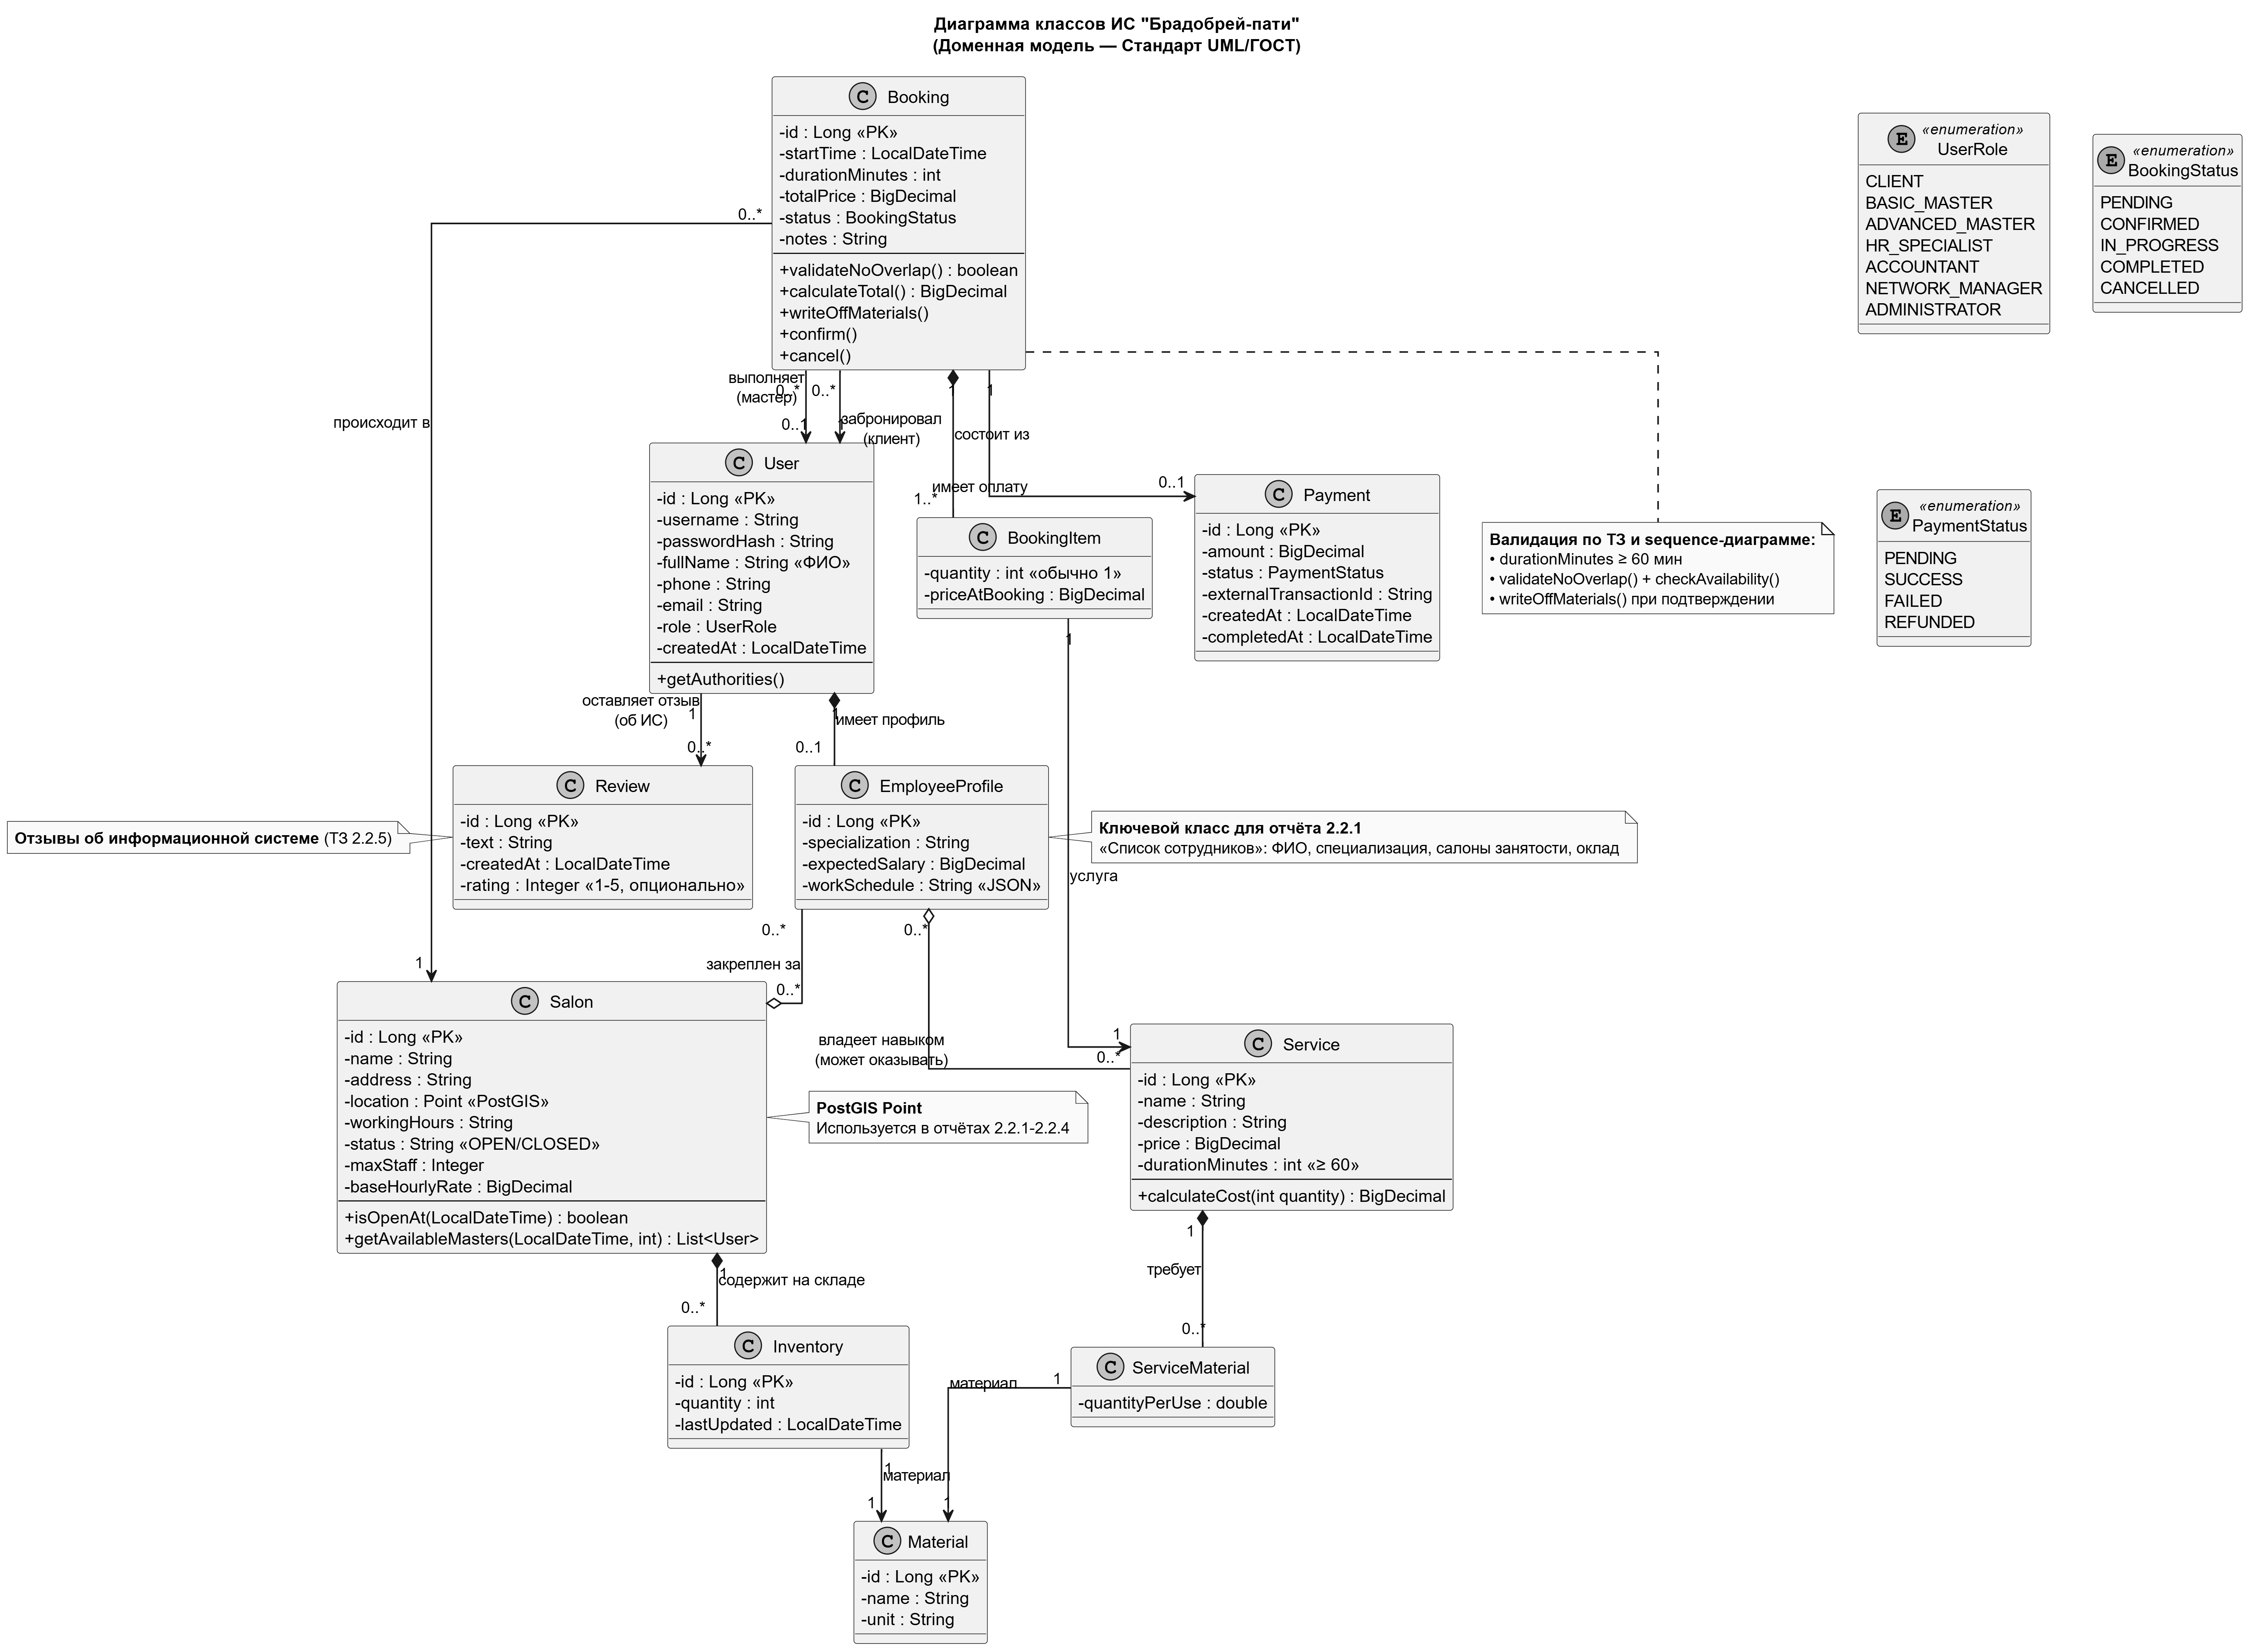 Диаграмма классов ИС "Брадобрей-пати"
(Доменная модель — Стандарт UML/ГОСТ)
C Booking
-id : Long «PK»
-startTime : LocalDateTime
-durationMinutes : int
-totalPrice : BigDecimal
-status : BookingStatus
-notes : String
+validateNoOverlap() : boolean
+calculateTotal() : BigDecimal
+writeOffMaterials()
+confirm()
+cancel()
E «enumeration»
UserRole
CLIENT
BASIC_MASTER
ADVANCED_MASTER
HR_SPECIALIST
ACCOUNTANT
NETWORK_MANAGER
ADMINISTRATOR
E «enumeration»
BookingStatus
PENDING
CONFIRMED
IN_PROGRESS
COMPLETED
CANCELLED
0..*
происходит в
1
выполняет
(мастер)
0..*
0..1
0..*
забронировал
(клиент)
1
1
состоит из
1..*
1
имеет оплату
0..1
C User
-id : Long «PK»
-username : String
-passwordHash : String
-fullName : String «ФИО»
-phone : String
-email : String
-role : UserRole
-createdAt : LocalDateTime
+getAuthorities()
C BookingItem
-quantity : int «обычно 1»
-priceAtBooking : BigDecimal
C Payment
-id : Long «PK»
-amount : BigDecimal
-status : PaymentStatus
-externalTransactionId : String
-createdAt : LocalDateTime
-completedAt : LocalDateTime
Валидация по ТЗ и sequence-диаграмме:
• durationMinutes ≥ 60 мин
• validateNoOverlap() + checkAvailability()
• writeOffMaterials() при подтверждении
E «enumeration»
PaymentStatus
PENDING
SUCCESS
FAILED
REFUNDED
оставляет отзыв
(об ИС)
1
0..*
1
имеет профиль
0..1
1
услуга
1
Отзывы об информационной системе (ТЗ 2.2.5)
C Review
-id : Long «PK»
-text : String
-createdAt : LocalDateTime
-rating : Integer «1-5, опционально»
C EmployeeProfile
-id : Long «PK»
-specialization : String
-expectedSalary : BigDecimal
-workSchedule : String «JSON»
Ключевой класс для отчёта 2.2.1
«Список сотрудников»: ФИО, специализация, салоны занятости, оклад
0..*
закреплен за
0..*
0..*
владеет навыком
(может оказывать)
0..*
C Salon
-id : Long «PK»
-name : String
-address : String
-location : Point «PostGIS»
-workingHours : String
-status : String «OPEN/CLOSED»
-maxStaff : Integer
-baseHourlyRate : BigDecimal
+isOpenAt(LocalDateTime) : boolean
+getAvailableMasters(LocalDateTime, int) : List<User>
PostGIS Point
Используется в отчётах 2.2.1-2.2.4
C Service
-id : Long «PK»
-name : String
-description : String
-price : BigDecimal
-durationMinutes : int «≥ 60»
+calculateCost(int quantity) : BigDecimal
1
содержит на складе
0..*
1
требует
0..*
C Inventory
-id : Long «PK»
-quantity : int
-lastUpdated : LocalDateTime
C ServiceMaterial
-quantityPerUse : double
1
материал
1
1
материал
1
C Material
-id : Long «PK»
-name : String
-unit : String